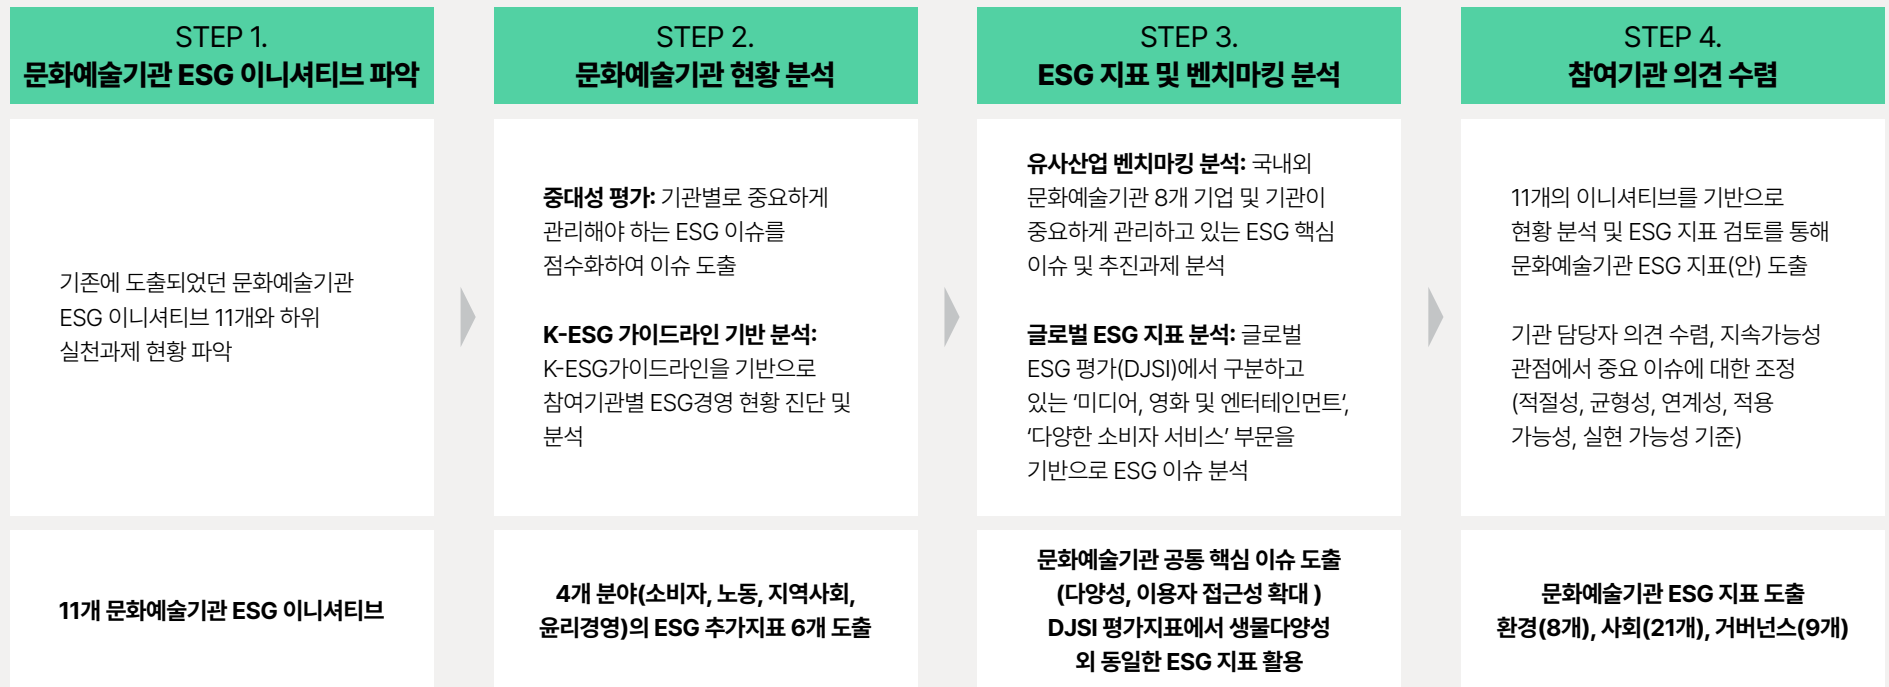 STEP 1.
문화예술기관 ESG 이니셔티브 파악
기존에 도출되었던 문화예술기관
ESG 이니셔티브 11개와 하위
실천과제 현황 파악
11개 문화예술기관 ESG 이니셔티브
STEP 2.
문화예술기관 현황 분석
중대성 평가: 기관별로 중요하게
관리해야 하는 ESG 이슈를
점수화하여 이슈 도출
K-ESG 가이드라인 기반 분석:
K-ESG가이드라인을 기반으로
참여기관별 ESG경영 현황 진단 및
분석
4개 분야(소비자, 노동, 지역사회,
윤리경영)의 ESG 추가지표 6개 도출
STEP 3.
ESG 지표 및 벤치마킹 분석
유사산업 벤치마킹 분석: 국내외
문화예술기관 8개 기업 및 기관이
중요하게 관리하고 있는 ESG 핵심
이슈 및 추진과제 분석
글로벌 ESG 지표 분석: 글로벌
ESG 평가(DJSI)에서 구분하고
있는 ‘미디어, 영화 및 엔터테인먼트‘,
‘다양한 소비자 서비스’ 부문을
기반으로 ESG 이슈 분석
문화예술기관 공통 핵심 이슈 도출
(다양성, 이용자 접근성 확대 )
DJSI 평가지표에서 생물다양성
외 동일한 ESG 지표 활용
STEP 4.
참여기관 의견 수렴
11개의 이니셔티브를 기반으로
현황 분석 및 ESG 지표 검토를 통해
문화예술기관 ESG 지표(안) 도출
기관 담당자 의견 수렴, 지속가능성
관점에서 중요 이슈에 대한 조정
(적절성, 균형성, 연계성, 적용
가능성, 실현 가능성 기준)
문화예술기관 ESG 지표 도출
환경(8개), 사회(21개), 거버넌스(9개)